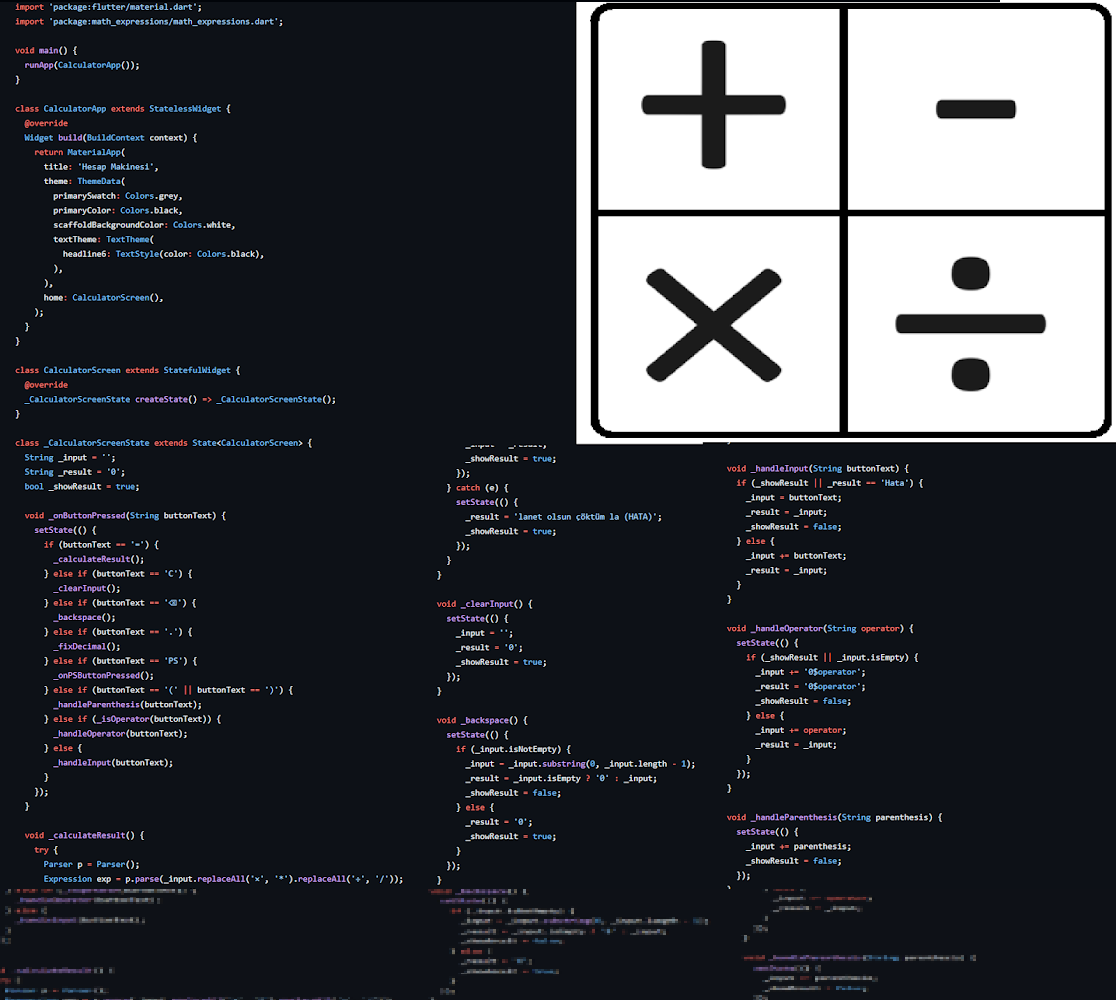 import 'package:flutter/material.dart';
import 'package:math_expressions/math_expressions.dart';
void main() {
runApp(CalculatorApp());
}
class CalculatorApp extends StatelessWidget {
@override
Widget build(BuildContext context) {
return MaterialApp(
title: 'Hesap Makinesi',
theme: ThemeData(
primarySwatch: Colors.grey,
primaryColor: Colors.black,
scaffoldBackgroundColor: Colors.white,
textTheme: TextTheme(
headline6: TextStyle(color: Colors.black),
),
),
home: CalculatorScreen(),
);
}
}
class CalculatorScreen extends StatefulWidget {
@override
_CalculatorScreenState createState() => _CalculatorScreenState();
}
class _CalculatorScreenState extends State<CalculatorScreen> {
String _input = '';
String _result = '0';
bool _showResult = true;
void _onButtonPressed(String buttonText) {
setState(() {
if (buttonText == '=') {
_calculateResult();
} else if (buttonText == 'C') {
_clearInput();
} else if (buttonText == '⌫') {
_backspace();
} else if (buttonText == '.') {
_fixDecimal();
} else if (buttonText == 'PS') {
_onPSButtonPressed();
} else if (buttonText == '(' || buttonText == ')') {
_handleParenthesis(buttonText);
} else if (_isOperator(buttonText)) {
_handleOperator(buttonText);
} else {
_handleInput(buttonText);
}
});
}
void _calculateResult() {
try {
Parser p = Parser();
Expression exp = p.parse(_input.replaceAll('×', '*').replaceAll('÷', '/'));
_showResult = true;
});
} catch (e) {
setState(() {
_result = 'lanet olsun çöktüm la (HATA)';
_showResult = true;
});
}
}
void _clearInput() {
setState(() {
_input = '';
_result = '0';
_showResult = true;
});
}
void _backspace() {
setState(() {
if (_input.isNotEmpty) {
_input = _input.substring(0, _input.length - 1);
_result = _input.isEmpty ? '0' : _input;
_showResult = false;
} else {
_result = '0';
_showResult = true;
}
});
}
void _handleInput(String buttonText) {
if (_showResult || _result == 'Hata') {
_input = buttonText;
_result = _input;
_showResult = false;
} else {
_input += buttonText;
_result = _input;
}
}
void _handleOperator(String operator) {
setState(() {
if (_showResult || _input.isEmpty) {
_input += '0$operator';
_result = '0$operator';
_showResult = false;
} else {
_input += operator;
_result = _input;
}
});
}
void _handleParenthesis(String parenthesis) {
setState(() {
_input += parenthesis;
_showResult = false;
});
+
-
×
÷